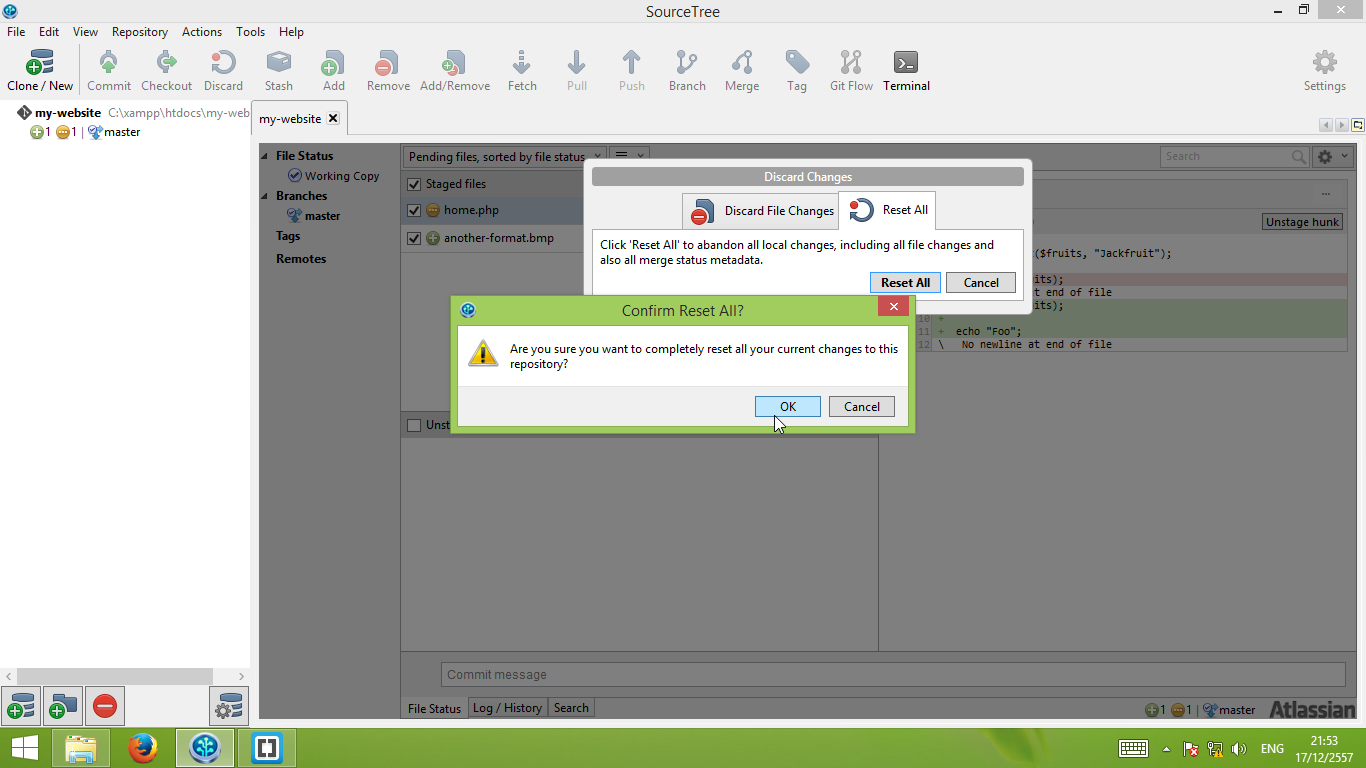 SourceTree
File Edit View Repository Actions Tools Help
Clone / New Commit Checkout Discard Stash Add Remove Add/Remove Fetch Pull Push Branch Merge Tag Git Flow Terminal Settings
my-website C:\xampp\htdocs\my-web
1 1 | master
my-website
File Status
Working Copy
Branches
master
Tags
Remotes
Pending files, sorted by file status
Search
Staged files
home.php
another-format.bmp
Discard Changes
Discard File Changes Reset All
Click 'Reset All' to abandon all local changes, including all file changes and
also all merge status metadata.
Reset All Cancel
...
Unstage hunk
($fruits, "Jackfruit");
its);
t end of file
its);
10 +
11 + echo "Foo";
12 \ No newline at end of file
Confirm Reset All?
Are you sure you want to completely reset all your current changes to this
repository?
OK Cancel
Unst
Commit message
File Status Log / History Search
1 1 | master Atlassian
ENG
21:53
17/12/2557